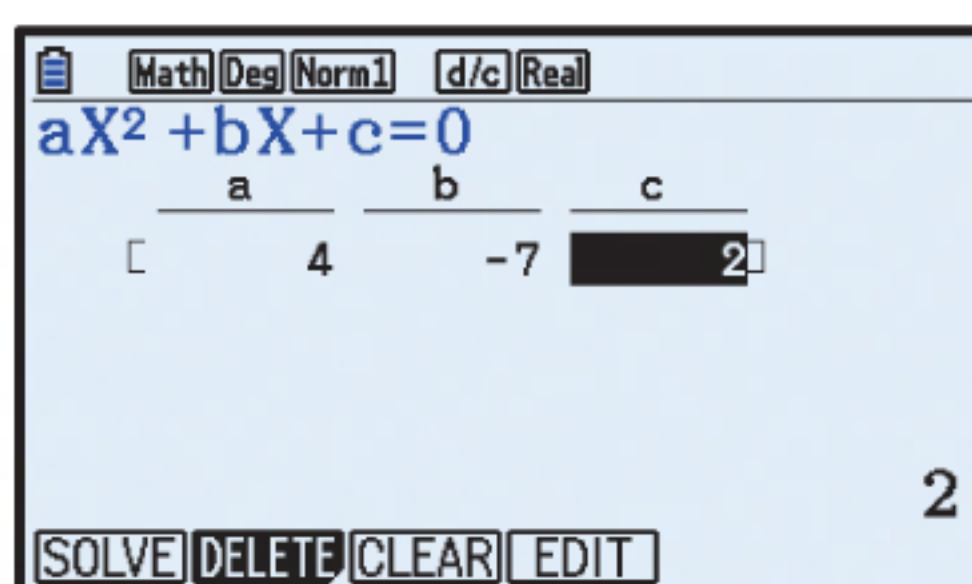 Math Deg Norm1 d/c Real
aX² +bX+c=0
a b c
[ 4 -7 2]
2
SOLVE DELETE CLEAR EDIT